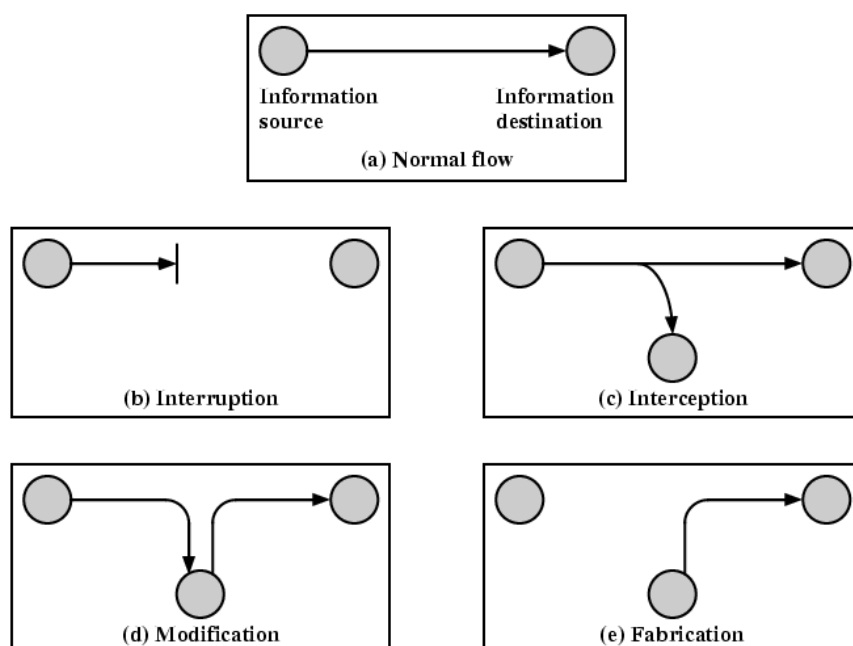 Information
source
Information
destination
(a) Normal flow
(b) Interruption
(c) Interception
(d) Modification
(e) Fabrication